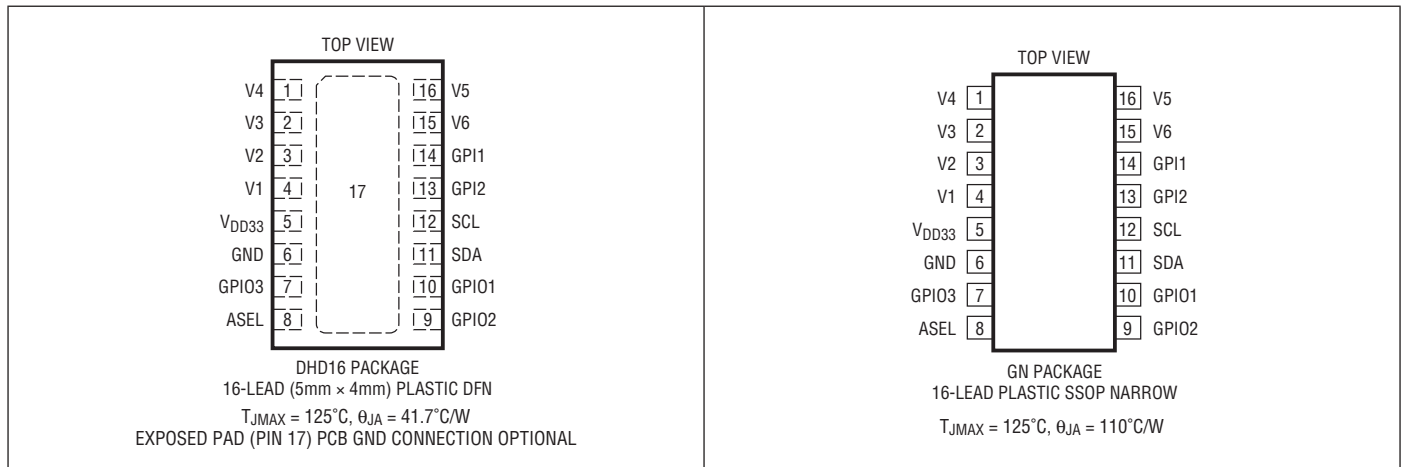 TOP VIEW
V4 1 16 V5
V3 2 15 V6
V2 3 14 GPI1
V1 4 17 13 GPI2
VDD33 5 12 SCL
GND 6 11 SDA
GPIO3 7 10 GPIO1
ASEL 8 9 GPIO2
DHD16 PACKAGE
16-LEAD (5mm × 4mm) PLASTIC DFN
TJMAX = 125°C, θJA = 41.7°C/W
EXPOSED PAD (PIN 17) PCB GND CONNECTION OPTIONAL
TOP VIEW
V4 1 16 V5
V3 2 15 V6
V2 3 14 GPI1
V1 4 13 GPI2
VDD33 5 12 SCL
GND 6 11 SDA
GPIO3 7 10 GPIO1
ASEL 8 9 GPIO2
GN PACKAGE
16-LEAD PLASTIC SSOP NARROW
TJMAX = 125°C, θJA = 110°C/W